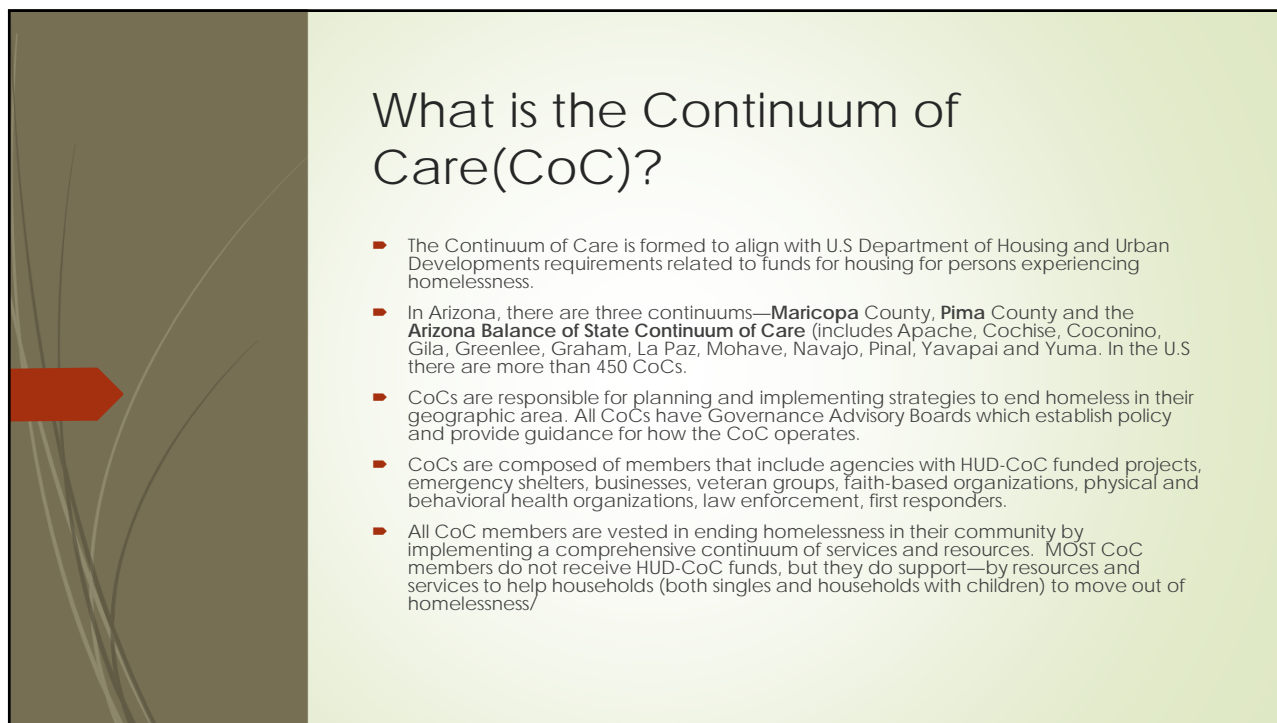 What is the Continuum of
Care(CoC)?
The Continuum of Care is formed to align with U.S Department of Housing and Urban
Developments requirements related to funds for housing for persons experiencing
homelessness.
In Arizona, there are three continuums—Maricopa County, Pima County and the
Arizona Balance of State Continuum of Care (includes Apache, Cochise, Coconino,
Gila, Greenlee, Graham, La Paz, Mohave, Navajo, Pinal, Yavapai and Yuma. In the U.S
there are more than 450 CoCs.
CoCs are responsible for planning and implementing strategies to end homeless in their
geographic area. All CoCs have Governance Advisory Boards which establish policy
and provide guidance for how the CoC operates.
CoCs are composed of members that include agencies with HUD-CoC funded projects,
emergency shelters, businesses, veteran groups, faith-based organizations, physical and
behavioral health organizations, law enforcement, first responders.
All CoC members are vested in ending homelessness in their community by
implementing a comprehensive continuum of services and resources.  MOST CoC
members do not receive HUD-CoC funds, but they do support—by resources and
services to help households (both singles and households with children) to move out of
homelessness/